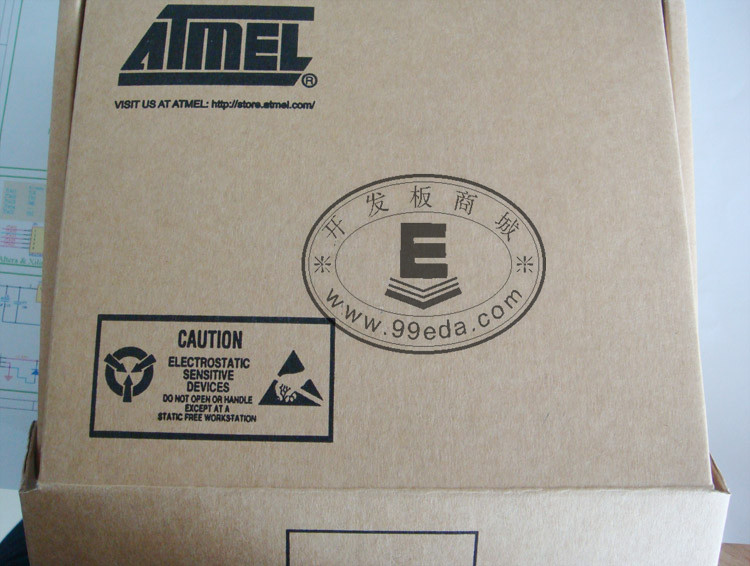 ATMEL®
VISIT US AT ATMEL: http://store.atmel.com/
开发板商城
E
www.99eda.com
CAUTION
ELECTROSTATIC
SENSITIVE
DEVICES
DO NOT OPEN OR HANDLE
EXCEPT AT A
STATIC FREE WORKSTATION